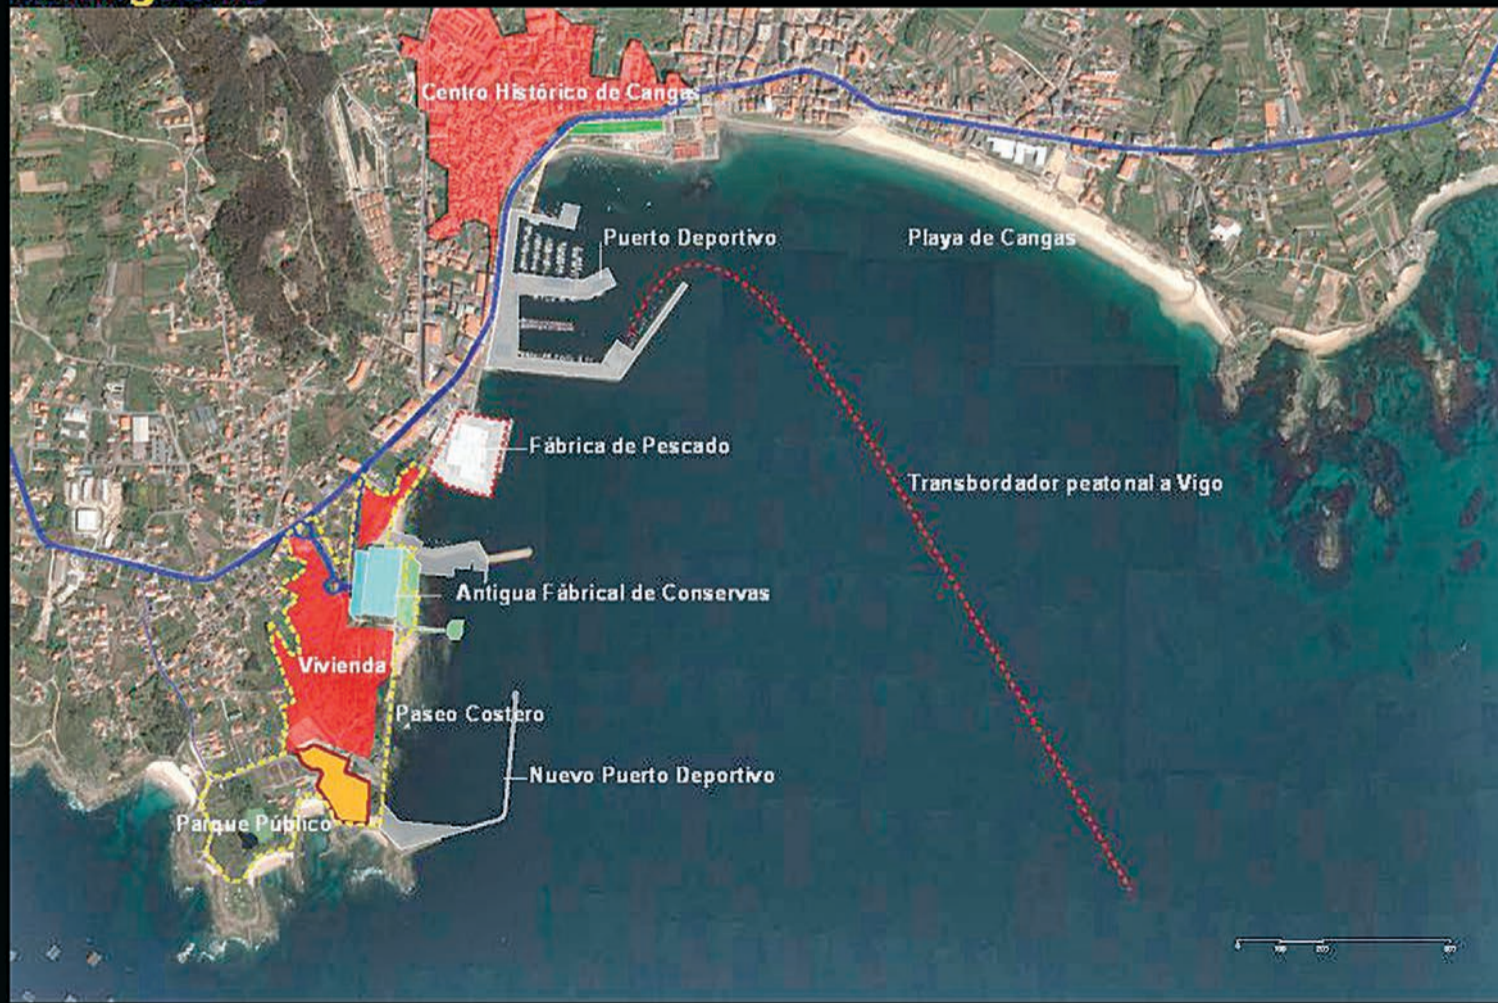 Centro Histórico de Cangas
Puerto Deportivo
Playa de Cangas
Fábrica de Pescado
Transbordador peatonal a Vigo
Antigua Fábrical de Conservas
Vivienda
Paseo Costero
Nuevo Puerto Deportivo
Parque Público